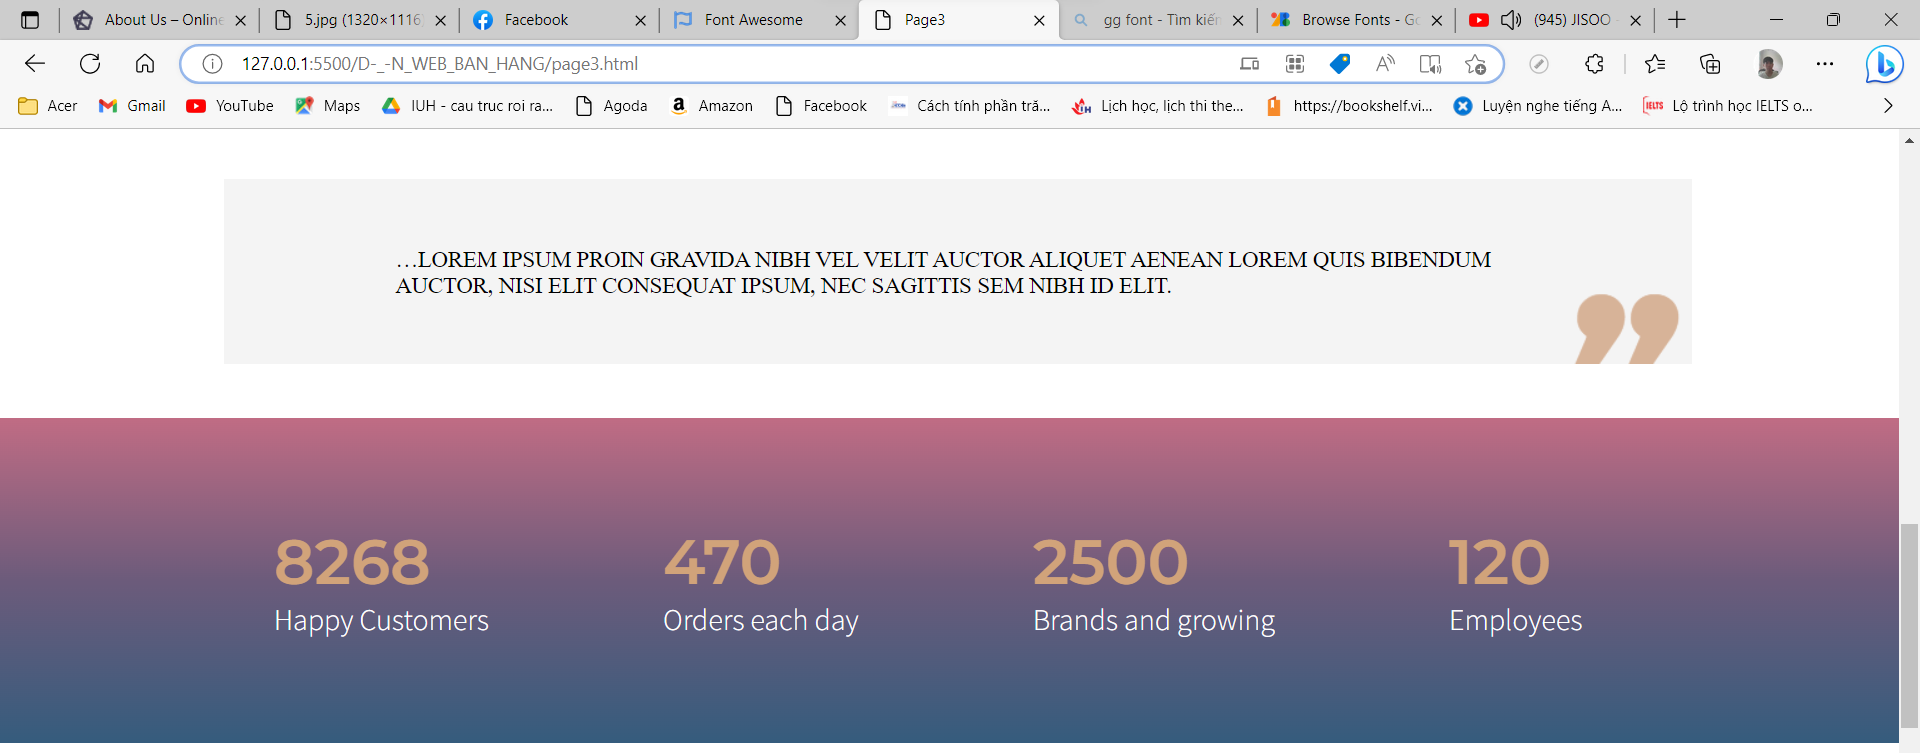 About Us – Online
5.jpg (1320×1116
Facebook
Font Awesome
Page3
gg font - Tìm kiến
Browse Fonts - Go
(945) JISOO
127.0.0.1:5500/D-_-N_WEB_BAN_HANG/page3.html
Acer
Gmail
YouTube
Maps
IUH - cau truc roi ra...
Agoda
Amazon
Facebook
Cách tính phần tră...
Lịch học, lịch thi the...
https://bookshelf.vi...
Luyện nghe tiếng A...
IELTS
Lộ trình học IELTS o...
…LOREM IPSUM PROIN GRAVIDA NIBH VEL VELIT AUCTOR ALIQUET AENEAN LOREM QUIS BIBENDUM
AUCTOR, NISI ELIT CONSEQUAT IPSUM, NEC SAGITTIS SEM NIBH ID ELIT.
”
8268
470
2500
120
Happy Customers
Orders each day
Brands and growing
Employees